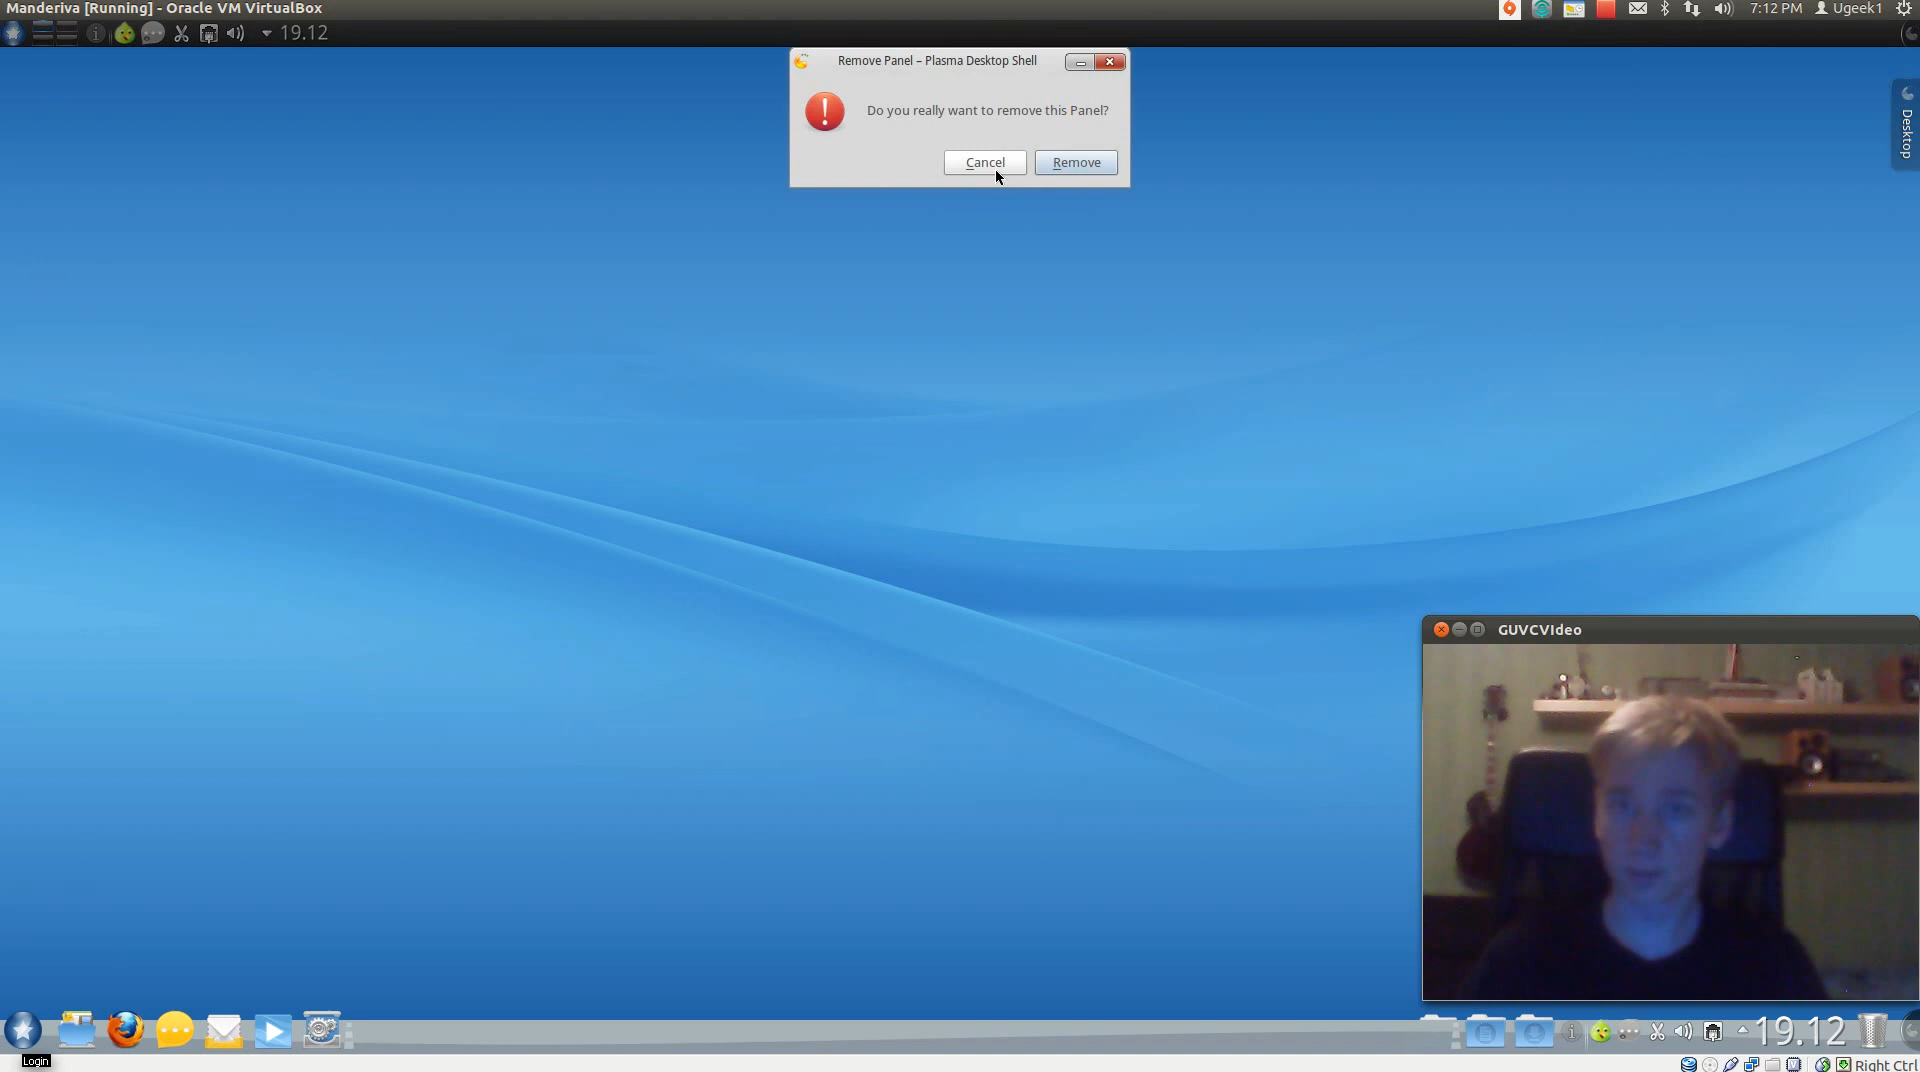 Manderiva [Running] - Oracle VM VirtualBox
7:12 PM
Ugeek1
19.12
Remove Panel – Plasma Desktop Shell
Do you really want to remove this Panel?
Cancel
Remove
Desktop
GUVCVIdeo
19.12
Login
Right Ctrl